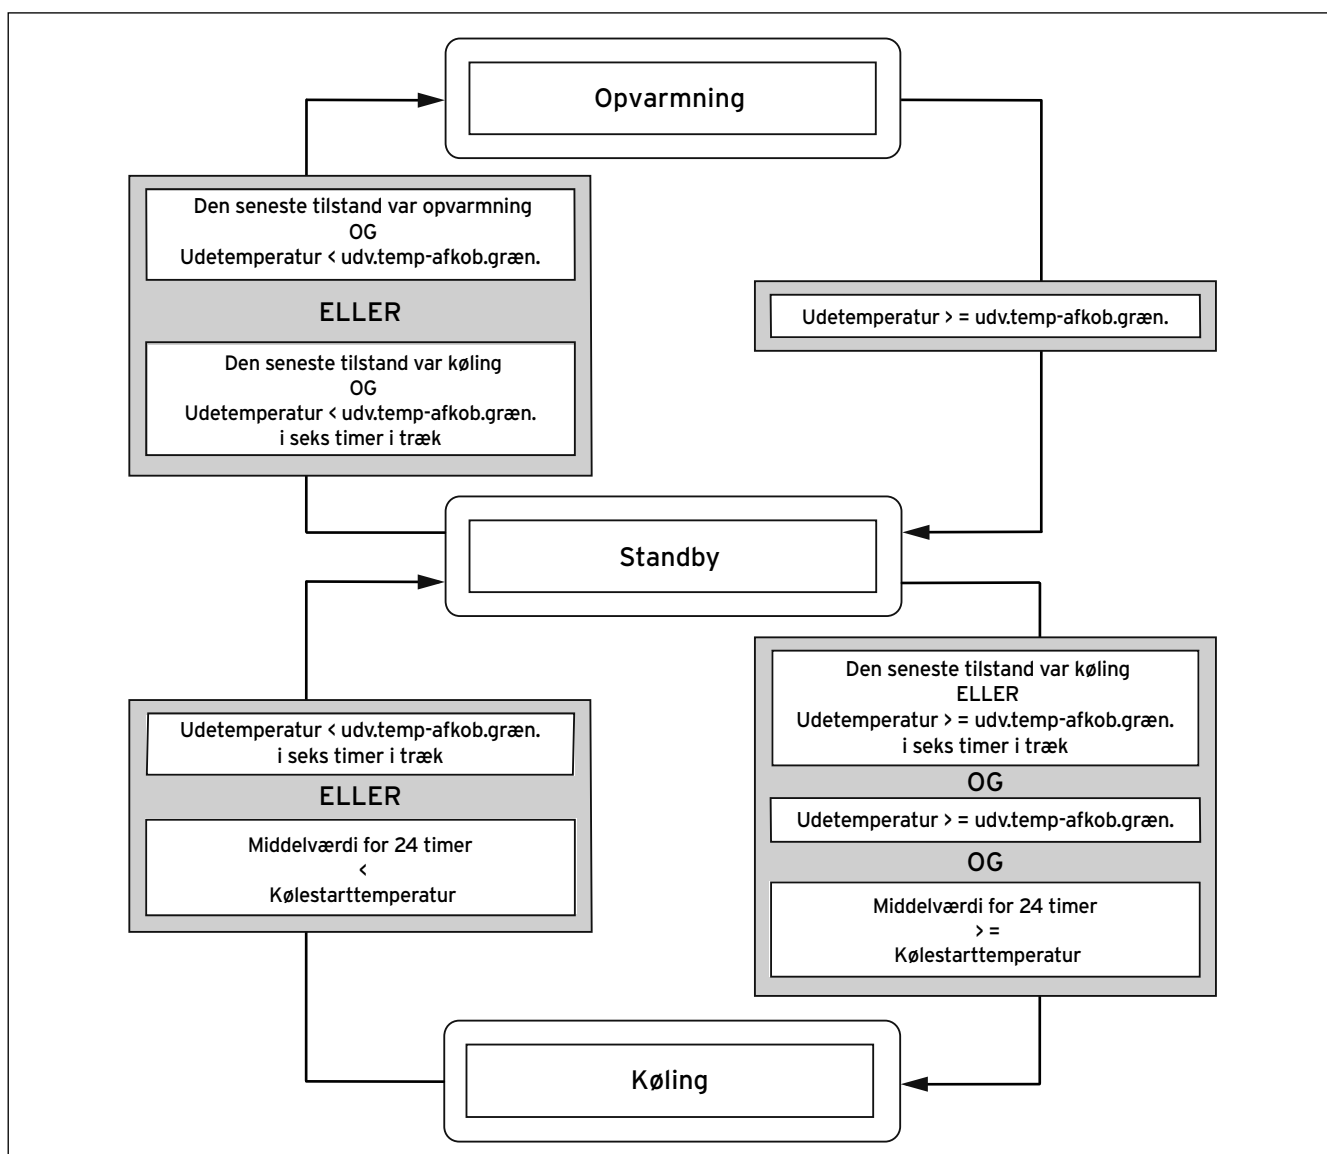 Opvarmning
Den seneste tilstand var opvarmning
OG
Udetemperatur < udv.temp-afkob.græn.
ELLER
Den seneste tilstand var køling
OG
Udetemperatur < udv.temp-afkob.græn.
i seks timer i træk
Udetemperatur > = udv.temp-afkob.græn.
Standby
Udetemperatur < udv.temp-afkob.græn.
i seks timer i træk
ELLER
Middelværdi for 24 timer
<
Kølestarttemperatur
Den seneste tilstand var køling
ELLER
Udetemperatur > = udv.temp-afkob.græn.
i seks timer i træk
OG
Udetemperatur > = udv.temp-afkob.græn.
OG
Middelværdi for 24 timer
> =
Kølestarttemperatur
Køling